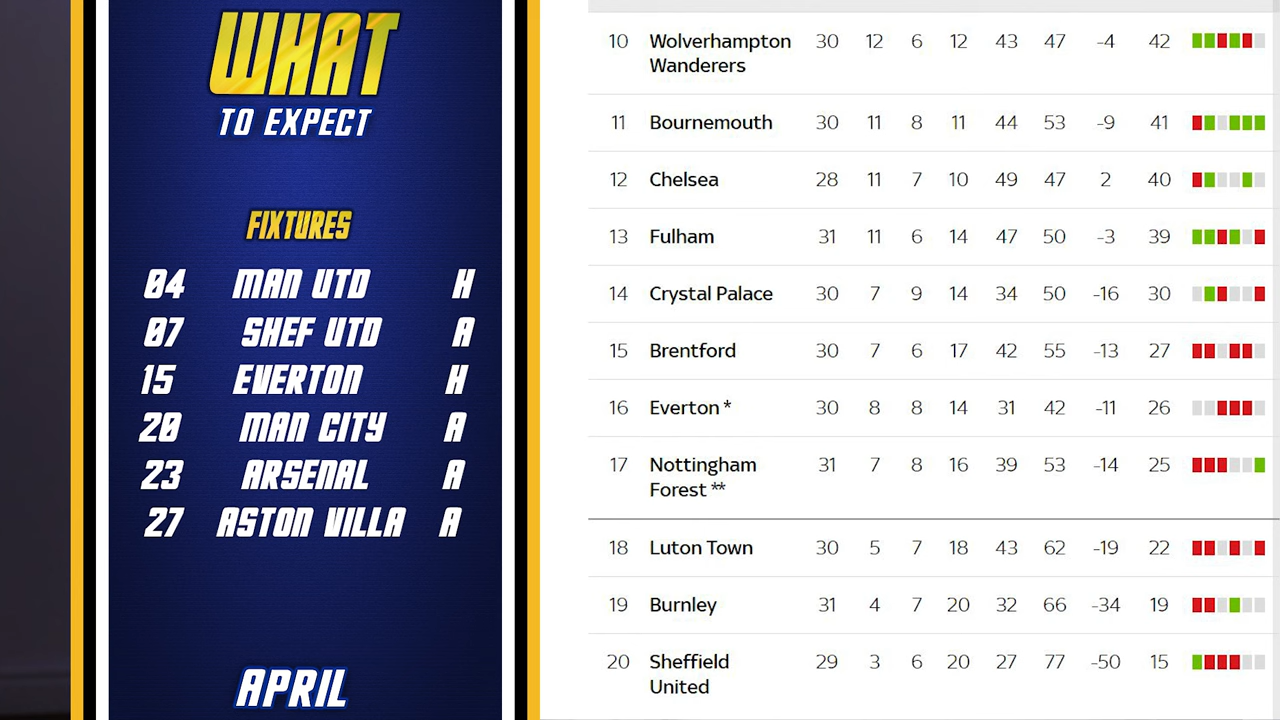 WHAT
TO EXPECT
FIXTURES
04 MAN UTD H
07 SHEF UTD A
15 EVERTON H
20 MAN CITY A
23 ARSENAL A
27 ASTON VILLA A
APRIL
10 Wolverhampton 30 12 6 12 43 47 -4 42
Wanderers
11 Bournemouth 30 11 8 11 44 53 -9 41
12 Chelsea 28 11 7 10 49 47 2 40
13 Fulham 31 11 6 14 47 50 -3 39
14 Crystal Palace 30 7 9 14 34 50 -16 30
15 Brentford 30 7 6 17 42 55 -13 27
16 Everton * 30 8 8 14 31 42 -11 26
17 Nottingham 31 7 8 16 39 53 -14 25
Forest **
18 Luton Town 30 5 7 18 43 62 -19 22
19 Burnley 31 4 7 20 32 66 -34 19
20 Sheffield 29 3 6 20 27 77 -50 15
United